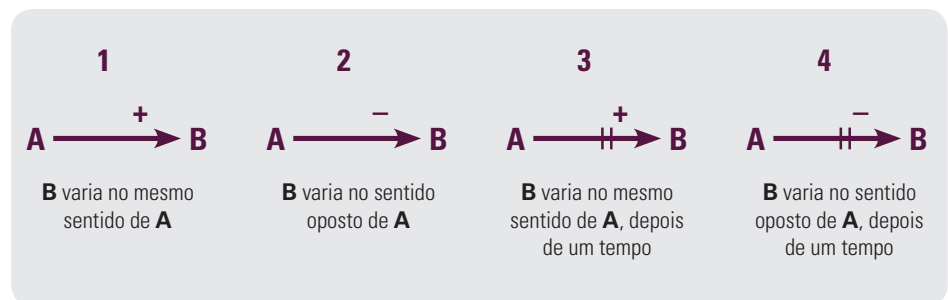 1
+
A B
B varia no mesmo
sentido de A
2
–
A B
B varia no sentido
oposto de A
3
+
A B
B varia no mesmo
sentido de A, depois
de um tempo
4
–
A B
B varia no sentido
oposto de A, depois
de um tempo